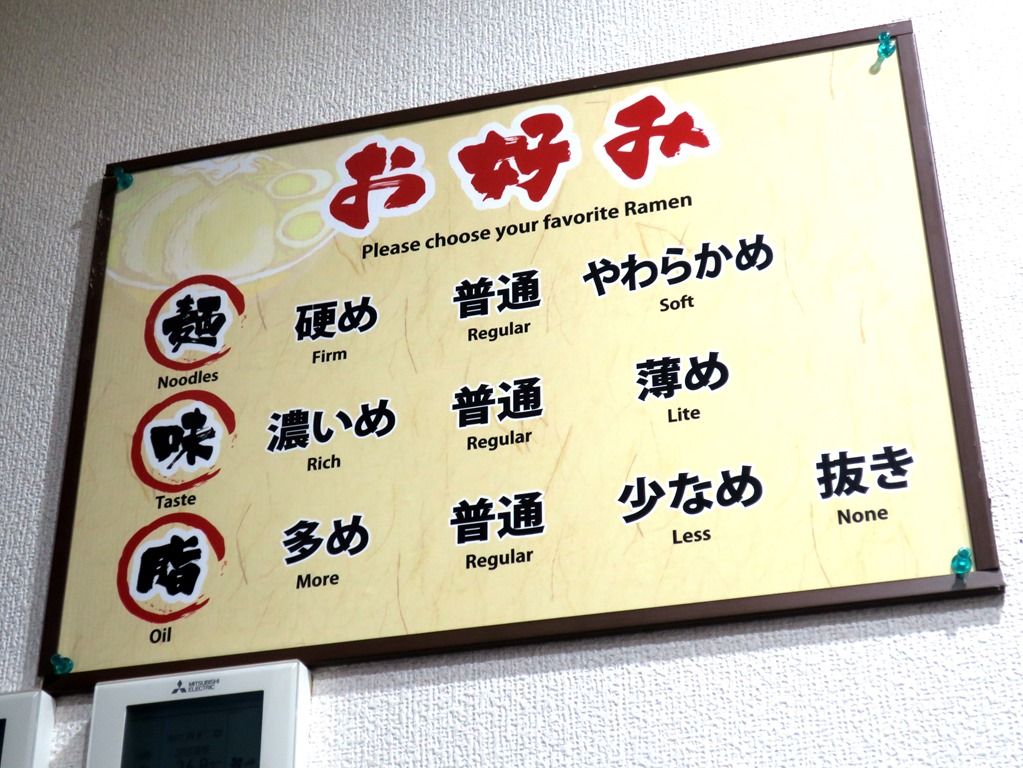 お好み
Please choose your favorite Ramen
麺 硬め 普通 やわらかめ
Noodles Firm Regular Soft
味 濃いめ 普通 薄め
Taste Rich Regular Lite
脂 多め 普通 少なめ 抜き
Oil More Regular Less None
MITSUBISHI
ELECTRIC